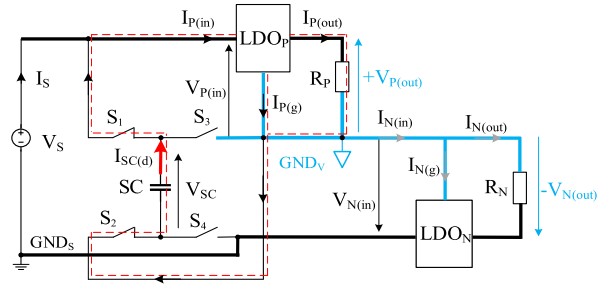 I_P(in)
LDO_P
I_P(out)
I_S
V_P(in)
R_P
+V_P(out)
I_P(g)
S_1
S_3
V_S
I_N(in)
I_N(out)
I_SC(d)
GND_V
SC
V_SC
I_N(g)
R_N
V_N(in)
-V_N(out)
S_2
S_4
GND_S
LDO_N